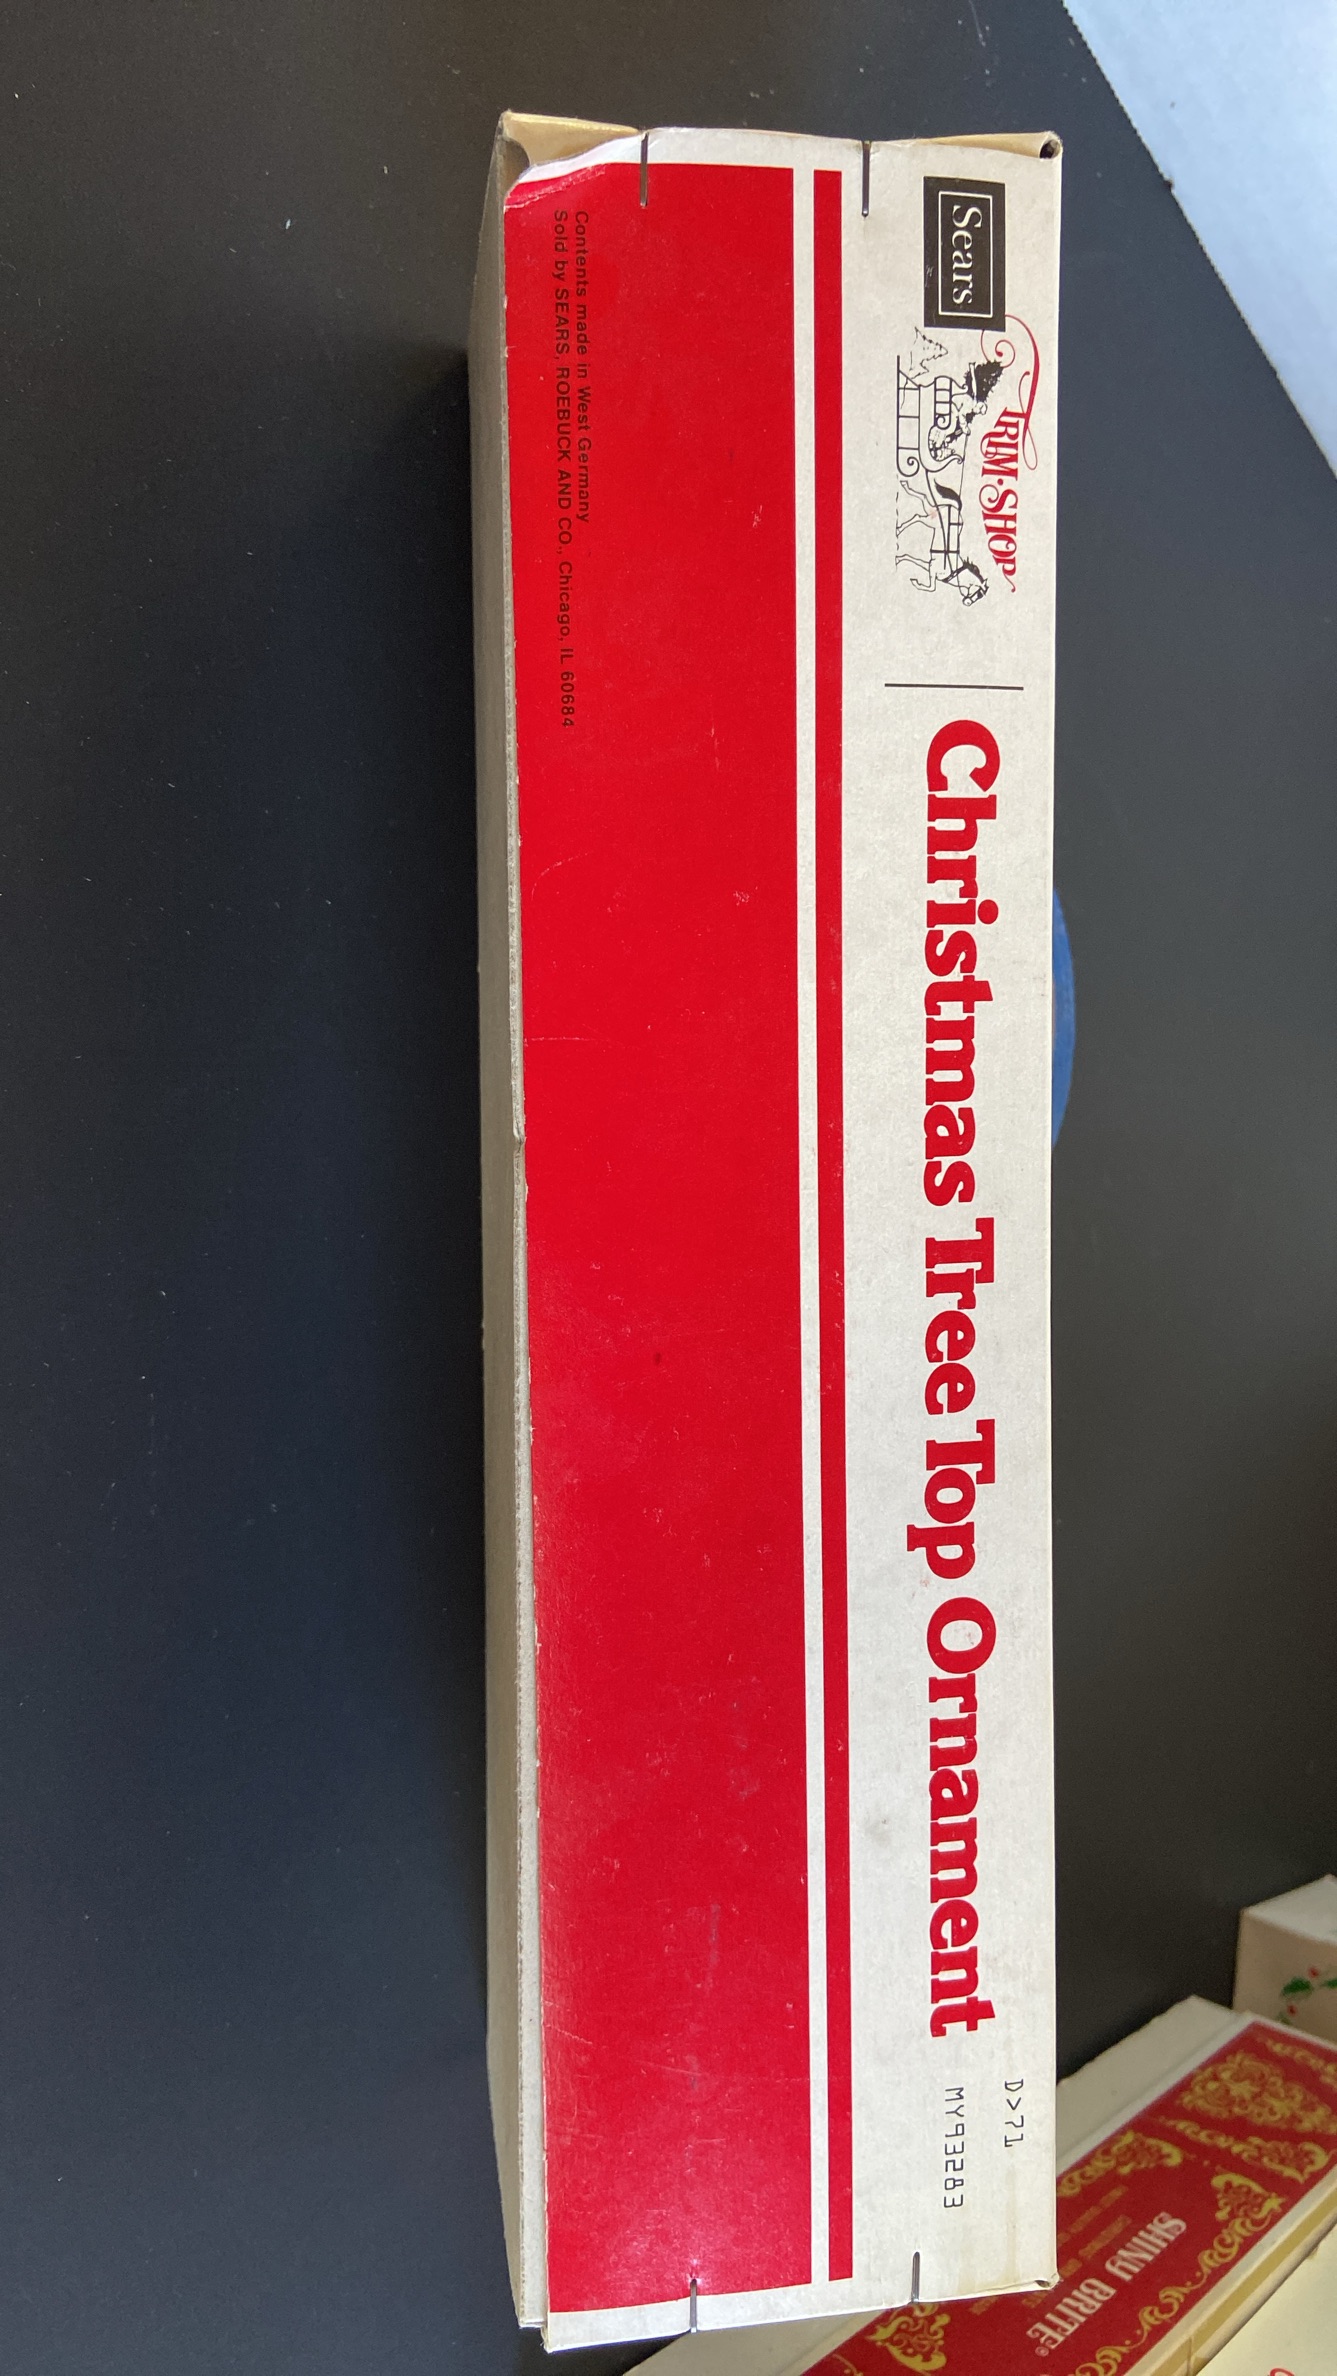 Sears
TRIM·SHOP
Christmas Tree Top Ornament
D>71
MY93283
Contents made in West Germany
Sold by SEARS, ROEBUCK AND CO., Chicago, IL 60684
SHINY BRITE®